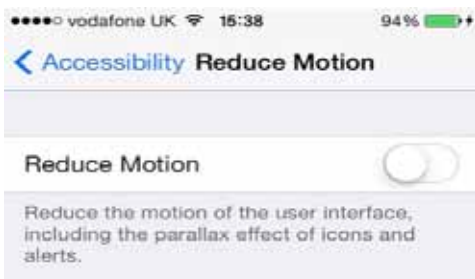 vodafone UK 15:38 94%
Accessibility Reduce Motion
Reduce Motion
Reduce the motion of the user interface,
including the parallax effect of icons and
alerts.